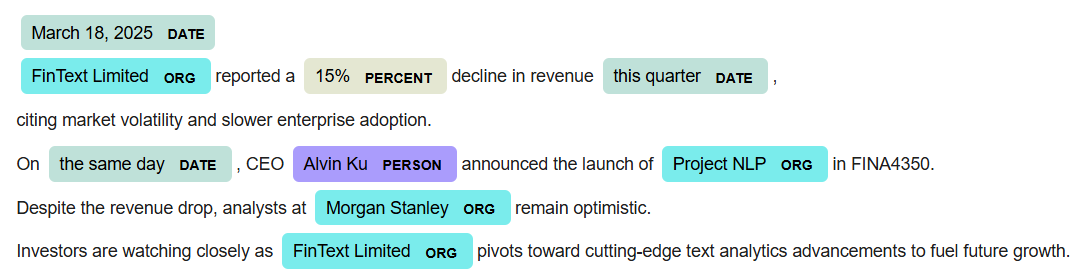 March 18, 2025 DATE
FinText Limited ORG reported a 15% PERCENT decline in revenue this quarter DATE ,
citing market volatility and slower enterprise adoption.
On the same day DATE , CEO Alvin Ku PERSON announced the launch of Project NLP ORG in FINA4350.
Despite the revenue drop, analysts at Morgan Stanley ORG remain optimistic.
Investors are watching closely as FinText Limited ORG pivots toward cutting-edge text analytics advancements to fuel future growth.